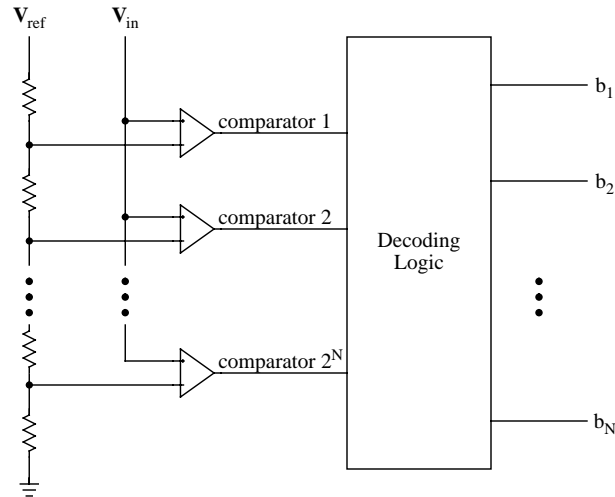 V_ref V_in
b_1
comparator 1
b_2
comparator 2
Decoding
Logic
comparator 2^N
b_N